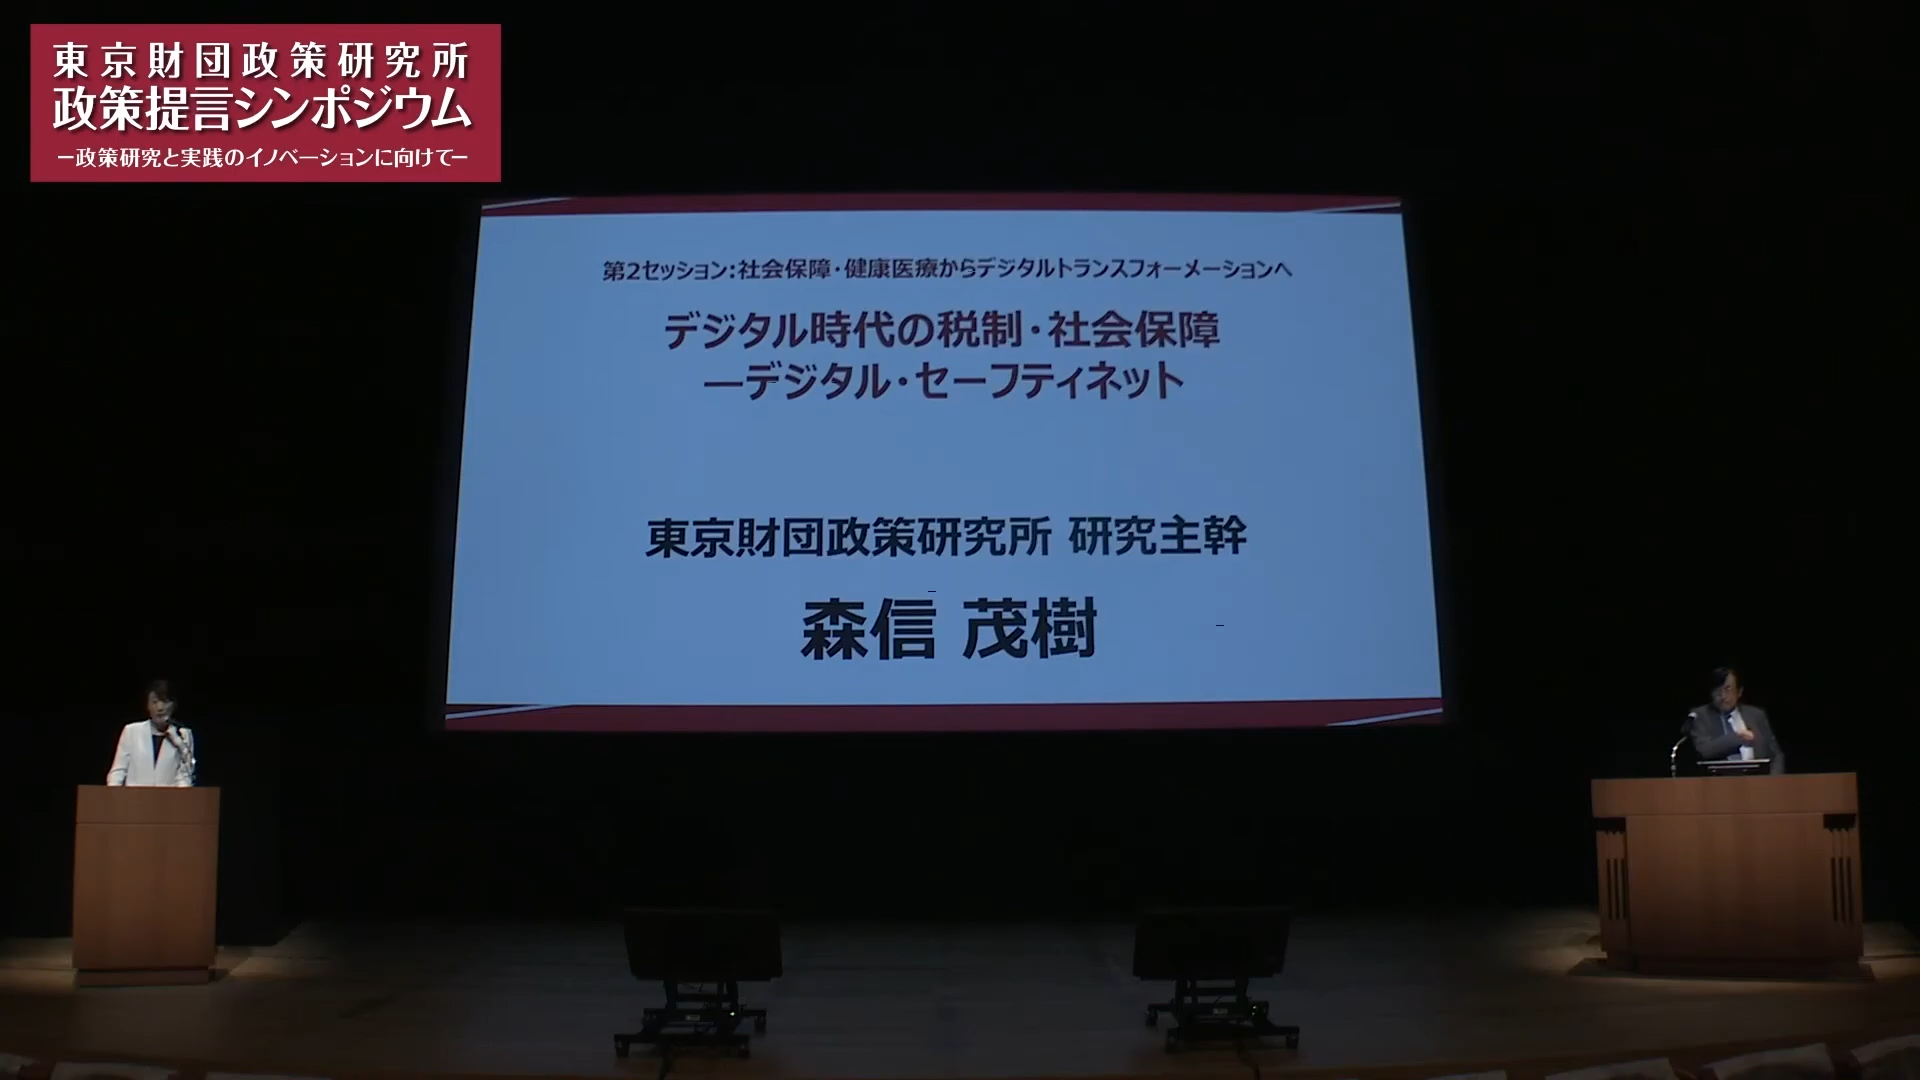 東京財団政策研究所
政策提言シンポジウム
ー政策研究と実践のイノベーションに向けてー
第2セッション:社会保障・健康医療からデジタルトランスフォーメーションへ
デジタル時代の税制・社会保障
―デジタル・セーフティネット
東京財団政策研究所 研究主幹
森信 茂樹